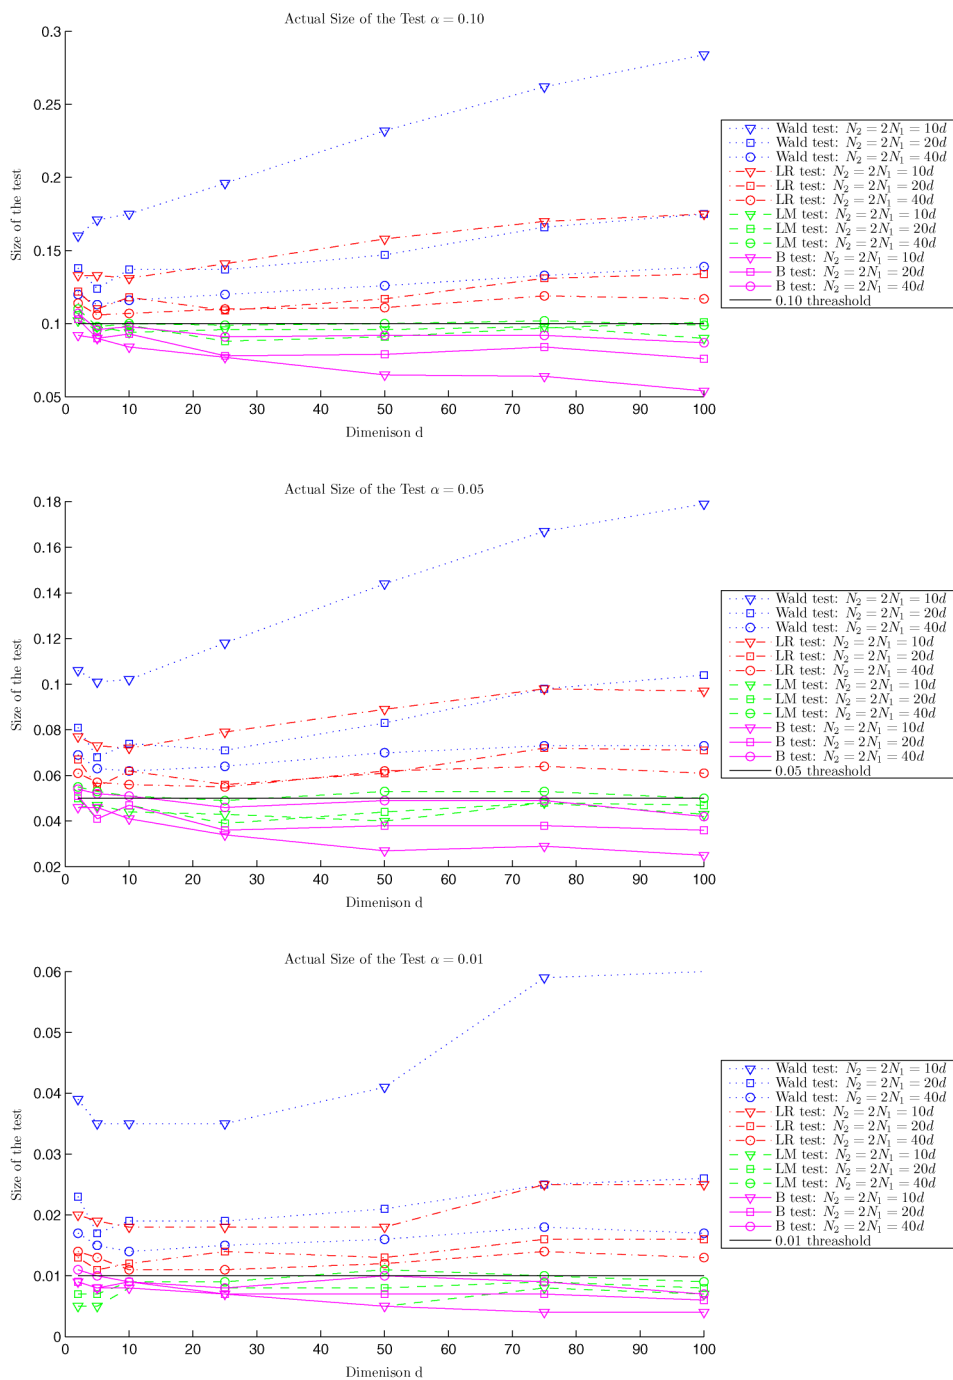 Actual Size of the Test α = 0.10
Size of the test
0.3
0.25
0.2
0.15
0.1
0.05
0 10 20 30 40 50 60 70 80 90 100
Dimenison d
Wald test: N₂ = 2N₁ = 10d
Wald test: N₂ = 2N₁ = 20d
Wald test: N₂ = 2N₁ = 40d
LR test: N₂ = 2N₁ = 10d
LR test: N₂ = 2N₁ = 20d
LR test: N₂ = 2N₁ = 40d
LM test: N₂ = 2N₁ = 10d
LM test: N₂ = 2N₁ = 20d
LM test: N₂ = 2N₁ = 40d
B test: N₂ = 2N₁ = 10d
B test: N₂ = 2N₁ = 20d
B test: N₂ = 2N₁ = 40d
0.10 threashold
Actual Size of the Test α = 0.05
Size of the test
0.18
0.16
0.14
0.12
0.1
0.08
0.06
0.04
0.02
0 10 20 30 40 50 60 70 80 90 100
Dimenison d
Wald test: N₂ = 2N₁ = 10d
Wald test: N₂ = 2N₁ = 20d
Wald test: N₂ = 2N₁ = 40d
LR test: N₂ = 2N₁ = 10d
LR test: N₂ = 2N₁ = 20d
LR test: N₂ = 2N₁ = 40d
LM test: N₂ = 2N₁ = 10d
LM test: N₂ = 2N₁ = 20d
LM test: N₂ = 2N₁ = 40d
B test: N₂ = 2N₁ = 10d
B test: N₂ = 2N₁ = 20d
B test: N₂ = 2N₁ = 40d
0.05 threashold
Actual Size of the Test α = 0.01
Size of the test
0.06
0.05
0.04
0.03
0.02
0.01
0
0 10 20 30 40 50 60 70 80 90 100
Dimenison d
Wald test: N₂ = 2N₁ = 10d
Wald test: N₂ = 2N₁ = 20d
Wald test: N₂ = 2N₁ = 40d
LR test: N₂ = 2N₁ = 10d
LR test: N₂ = 2N₁ = 20d
LR test: N₂ = 2N₁ = 40d
LM test: N₂ = 2N₁ = 10d
LM test: N₂ = 2N₁ = 20d
LM test: N₂ = 2N₁ = 40d
B test: N₂ = 2N₁ = 10d
B test: N₂ = 2N₁ = 20d
B test: N₂ = 2N₁ = 40d
0.01 threashold